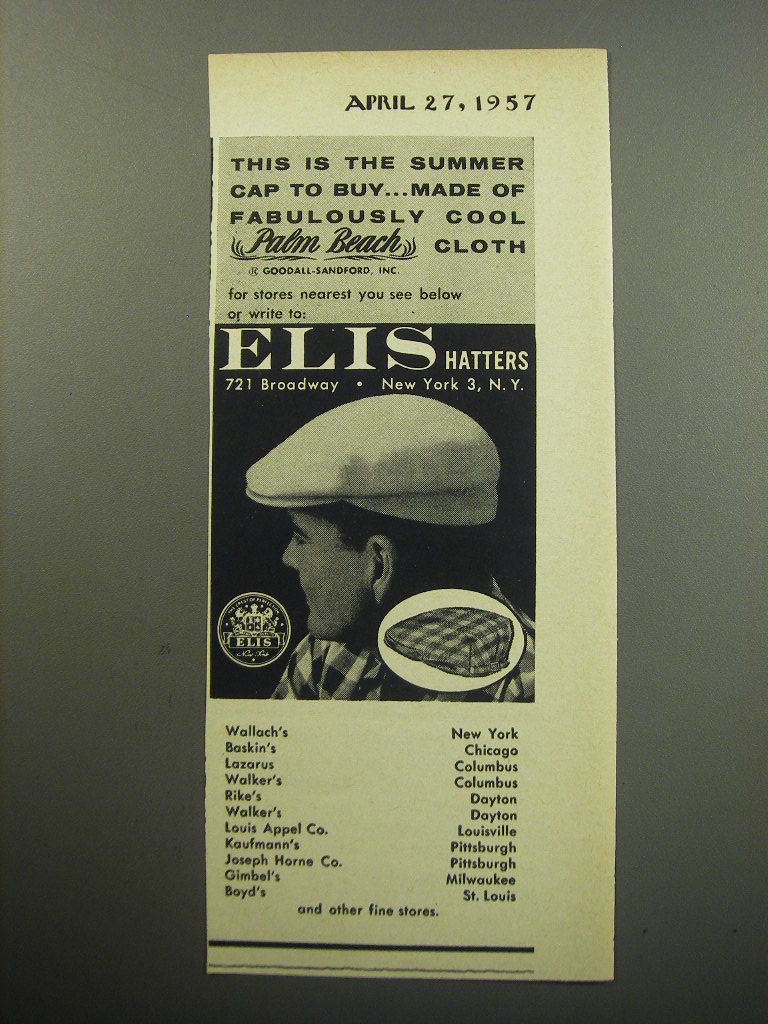 APRIL 27, 1957
THIS IS THE SUMMER
CAP TO BUY...MADE OF
FABULOUSLY COOL
Palm Beach CLOTH
® GOODALL-SANDFORD, INC.
for stores nearest you see below
or write to:
ELIS HATTERS
721 Broadway • New York 3, N. Y.
ELIS
New York
Wallach's New York
Baskin's Chicago
Lazarus Columbus
Walker's Columbus
Rike's Dayton
Walker's Dayton
Louis Appel Co. Louisville
Kaufmann's Pittsburgh
Joseph Horne Co. Pittsburgh
Gimbel's Milwaukee
Boyd's St. Louis
and other fine stores.